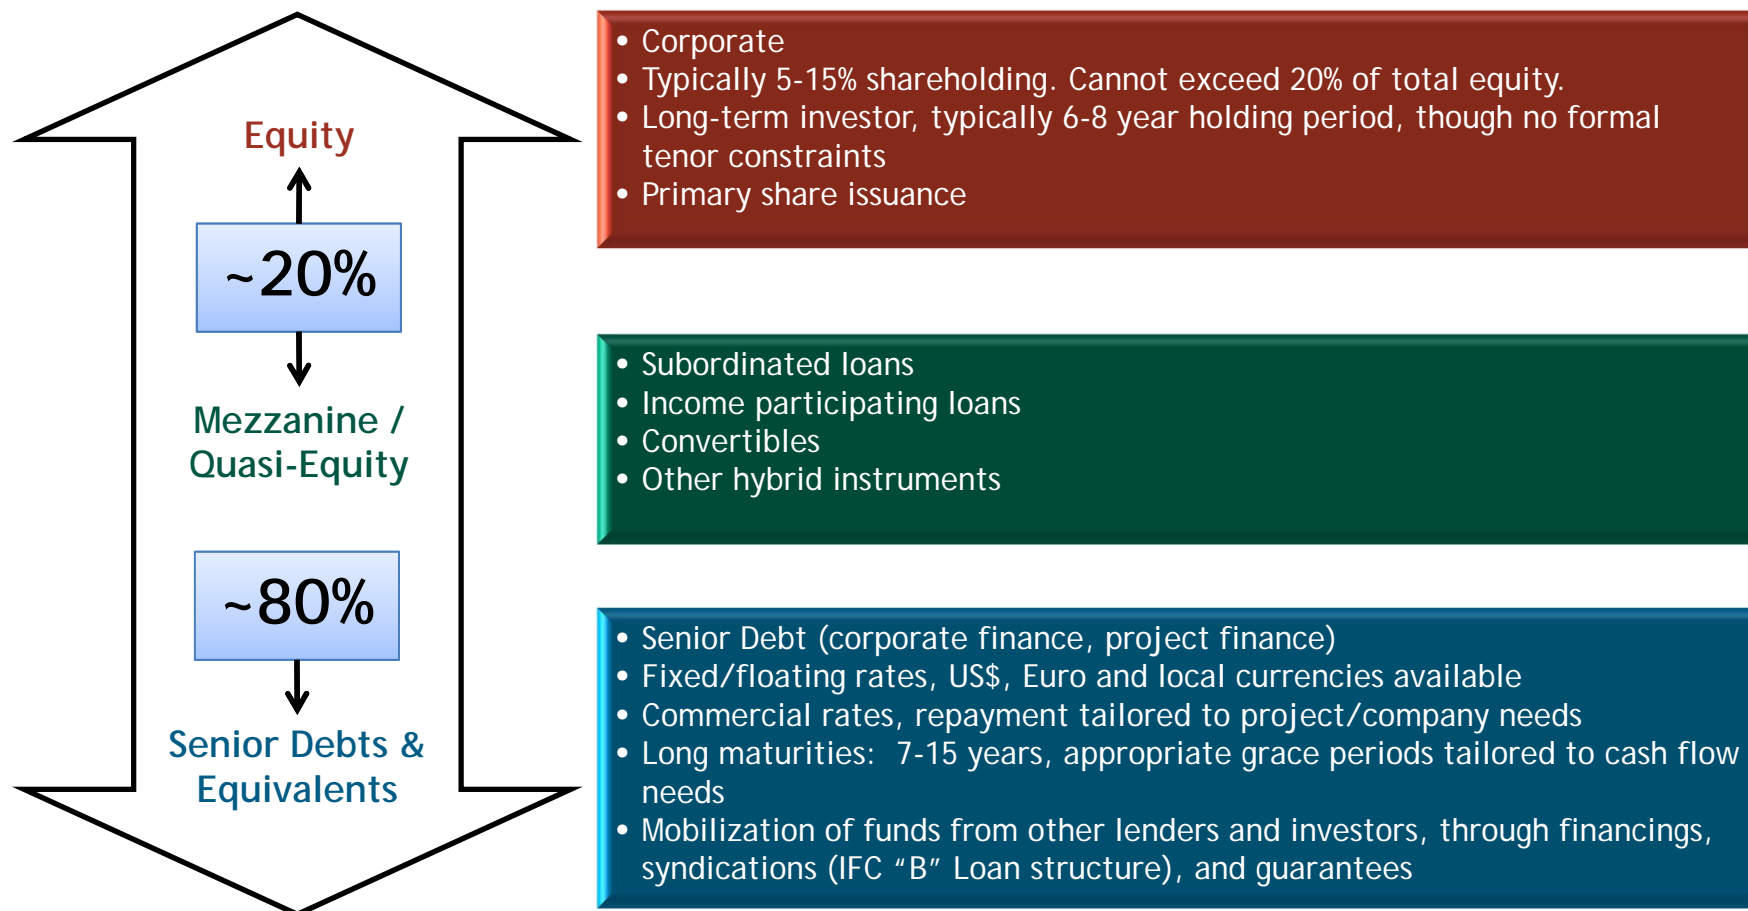 Equity
~20%
Mezzanine /
Quasi-Equity
~80%
Senior Debts &
Equivalents
• Corporate
• Typically 5-15% shareholding. Cannot exceed 20% of total equity.
• Long-term investor, typically 6-8 year holding period, though no formal
tenor constraints
• Primary share issuance
• Subordinated loans
• Income participating loans
• Convertibles
• Other hybrid instruments
• Senior Debt (corporate finance, project finance)
• Fixed/floating rates, US$, Euro and local currencies available
• Commercial rates, repayment tailored to project/company needs
• Long maturities:  7-15 years, appropriate grace periods tailored to cash flow
needs
• Mobilization of funds from other lenders and investors, through financings,
syndications (IFC “B” Loan structure), and guarantees